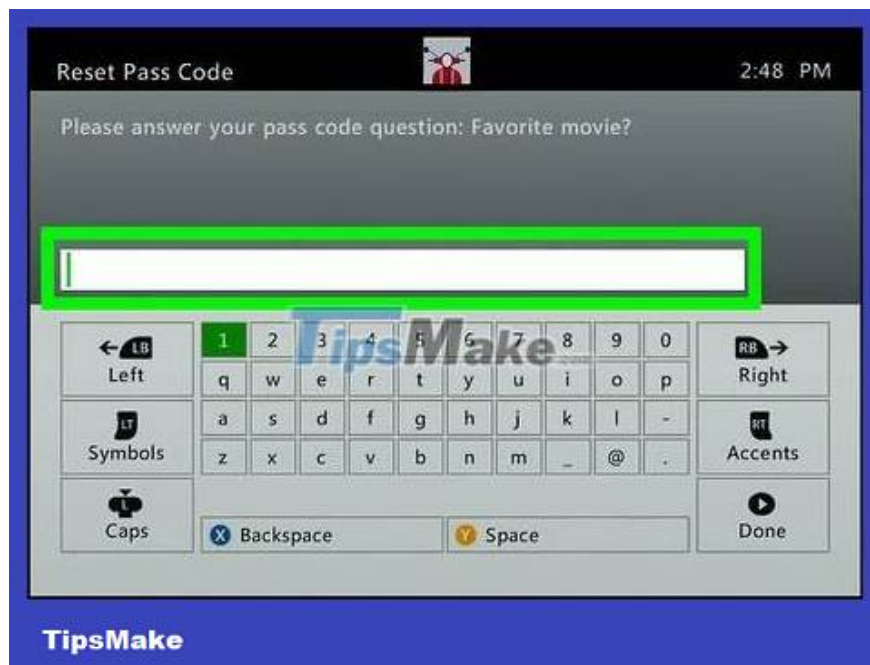 Reset Pass Code 2:48 PM
Please answer your pass code question: Favorite movie?
← LB 1 2 3 4 5 6 7 8 9 0 RB →
Left q w e r t y u i o p Right
LT a s d f g h j k l - RT
Symbols z x c v b n m _ @ . Accents
L
Caps X Backspace Y Space Done
TipsMake.com
TipsMake